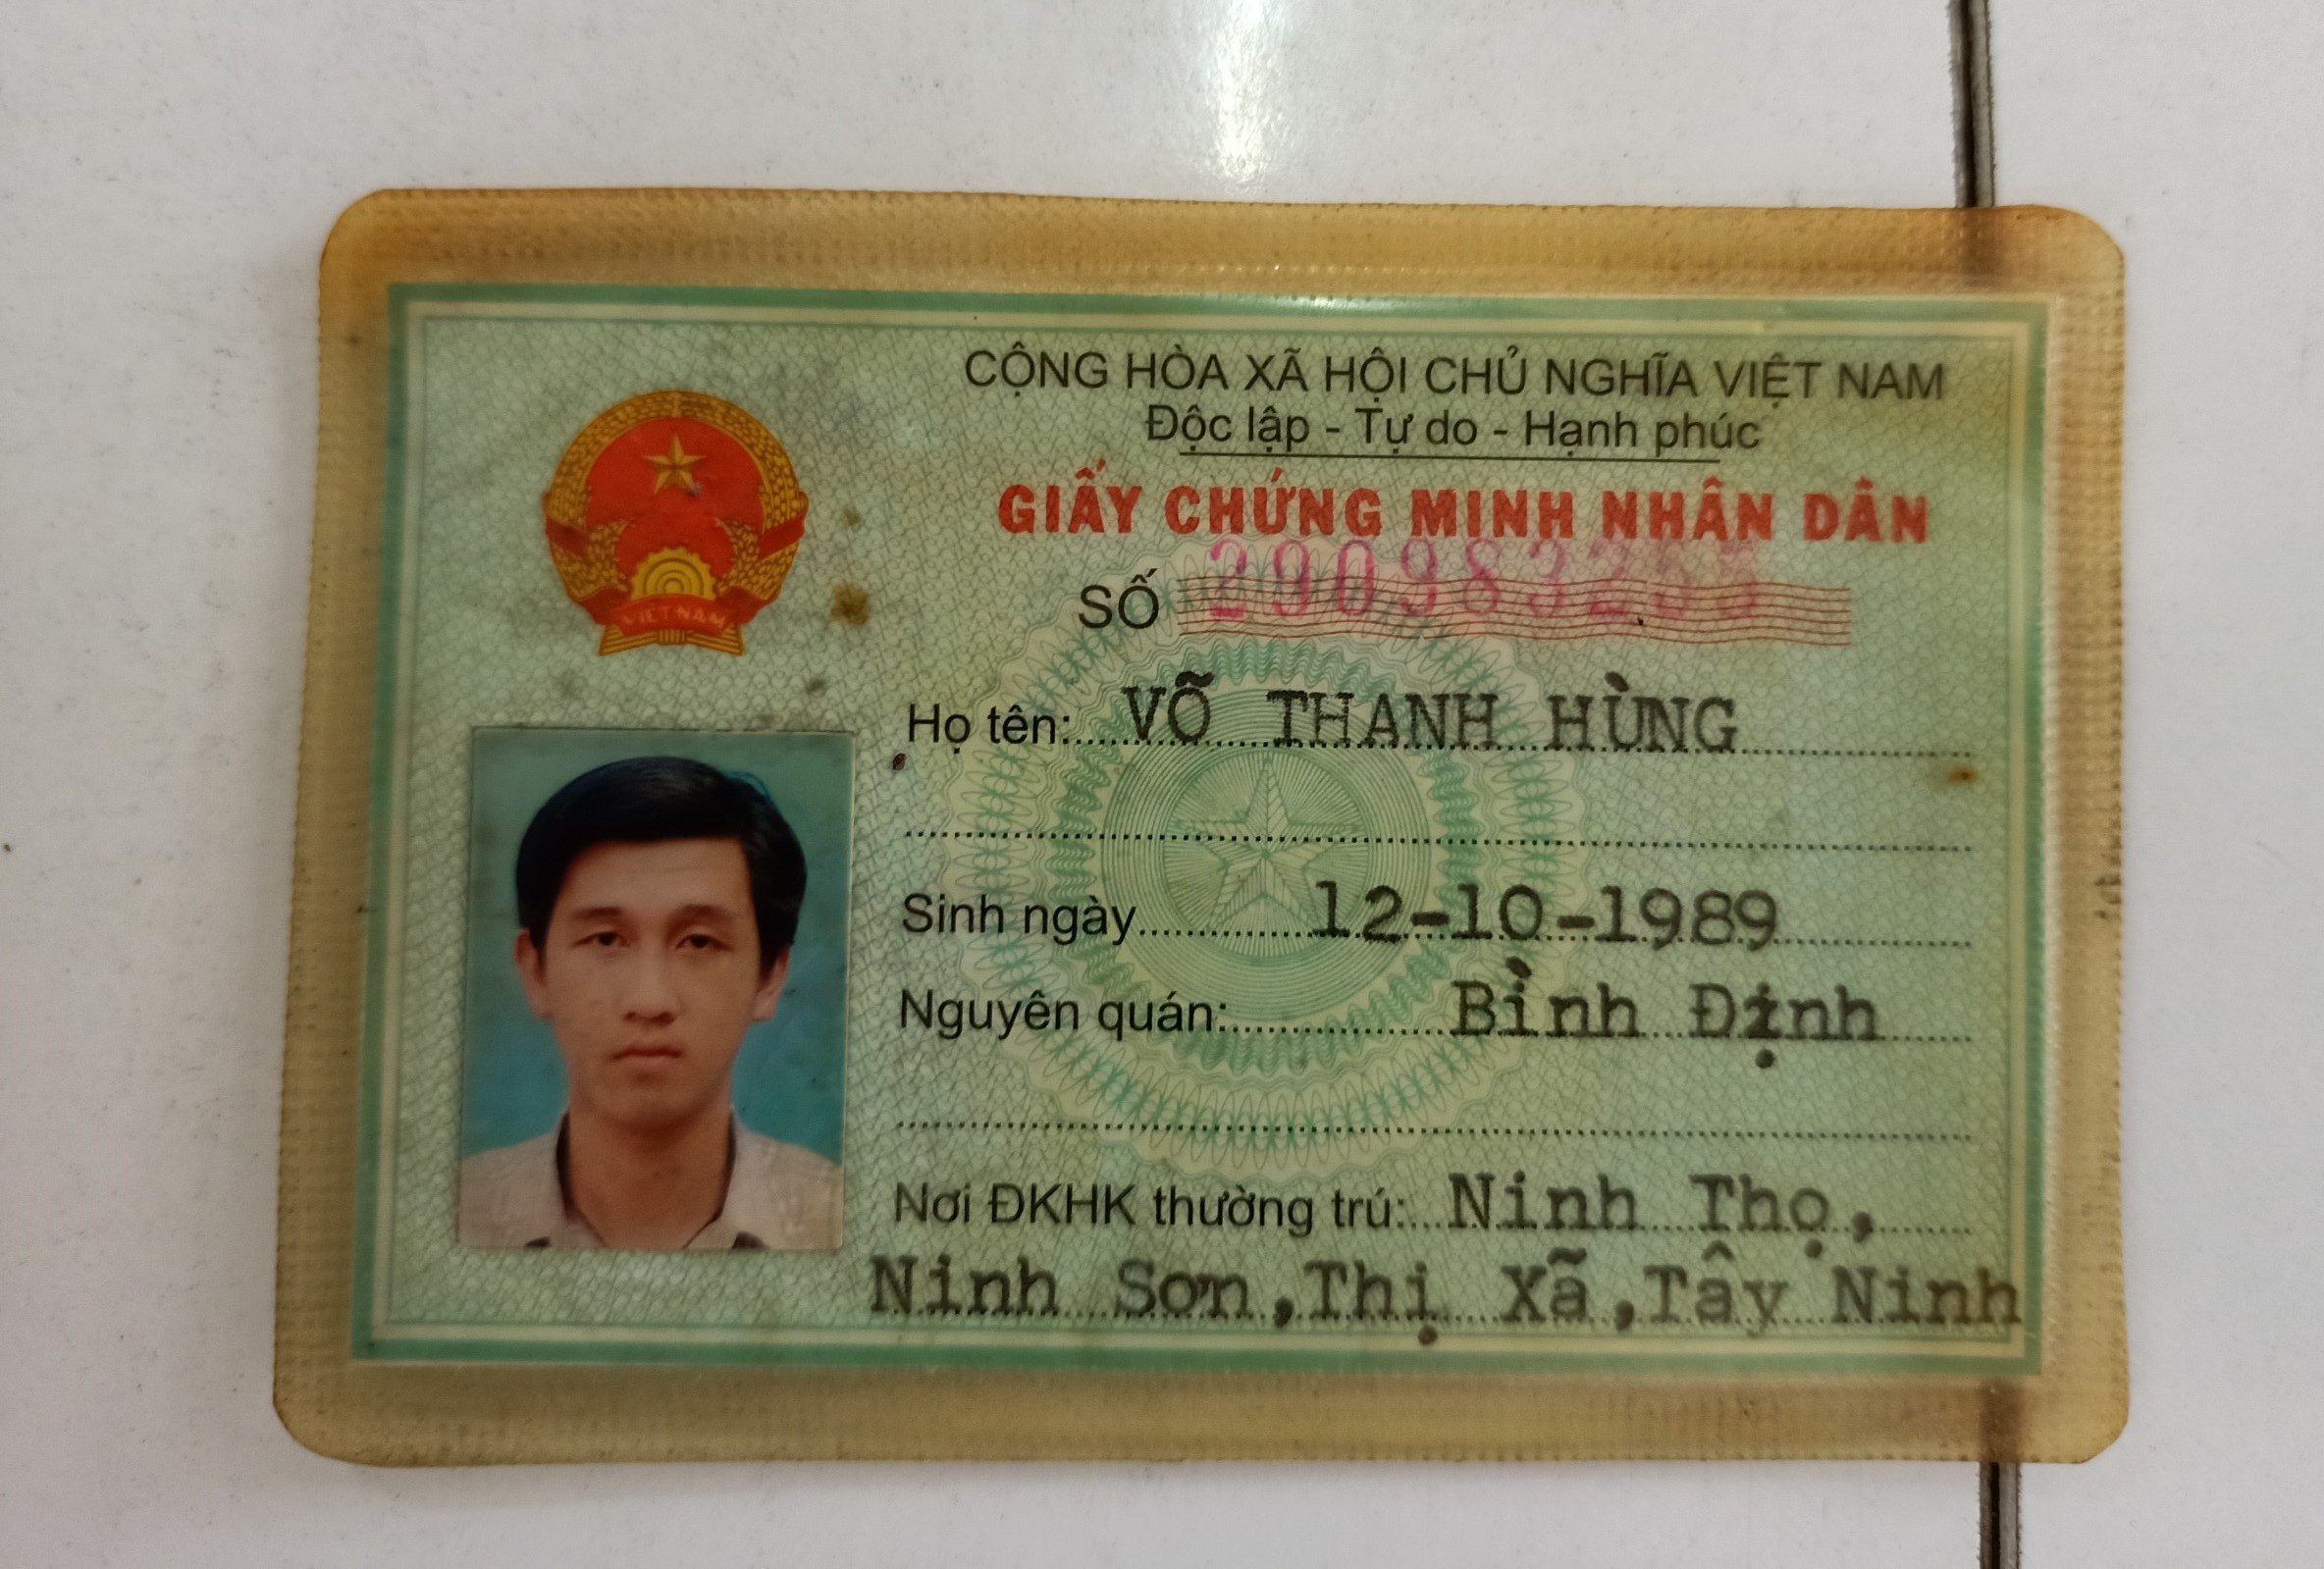 CỘNG HÒA XÃ HỘI CHỦ NGHĨA VIỆT NAM
Độc lập - Tự do - Hạnh phúc
GIẤY CHỨNG MINH NHÂN DÂN
SỐ
VIỆT NAM
Họ tên: VÕ THANH HÙNG
Sinh ngày 12-10-1989
Nguyên quán: Bình Định
Nơi ĐKHK thường trú: Ninh Thọ,
Ninh Sơn,Thị Xã,Tây Ninh